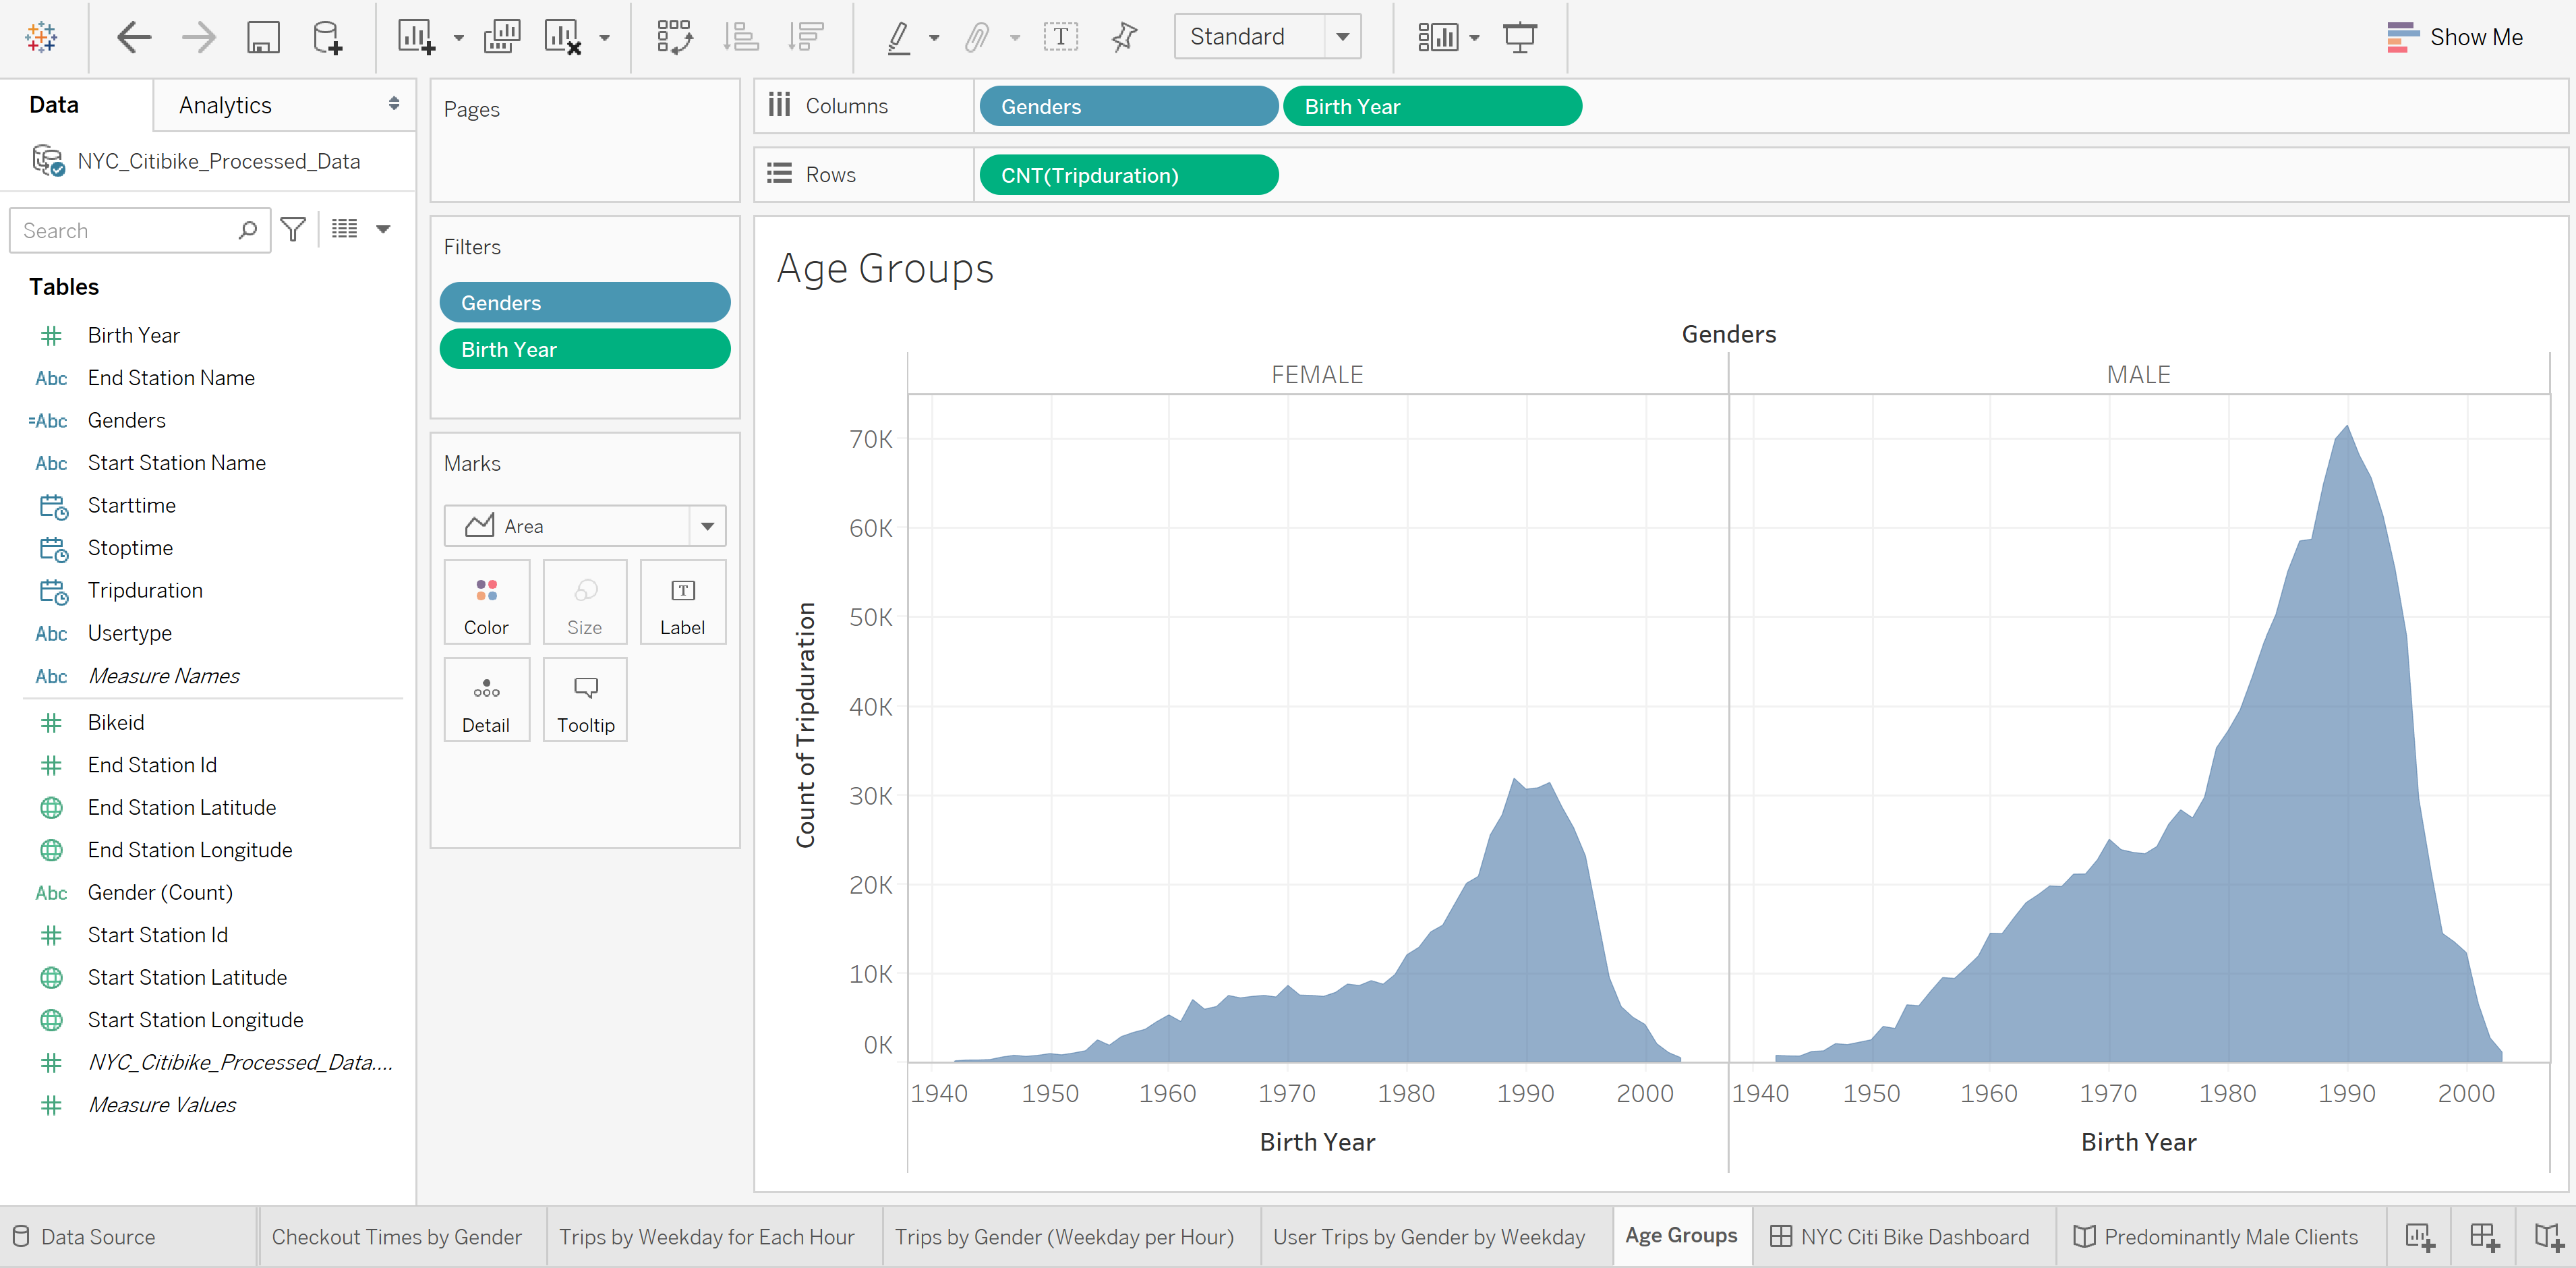 Standard
Show Me
Data
Analytics
NYC_Citibike_Processed_Data
Search
Tables
Birth Year
Abc End Station Name
=Abc Genders
Abc Start Station Name
Starttime
Stoptime
Tripduration
Abc Usertype
Abc Measure Names
Bikeid
End Station Id
End Station Latitude
End Station Longitude
Abc Gender (Count)
Start Station Id
Start Station Latitude
Start Station Longitude
NYC_Citibike_Processed_Data....
Measure Values
Pages
Filters
Genders
Birth Year
Marks
Area
Color
Size
T
Label
Detail
Tooltip
Columns
Genders
Birth Year
Rows
CNT(Tripduration)
Age Groups
Genders
FEMALE
MALE
Count of Tripduration
70K
60K
50K
40K
30K
20K
10K
0K
1940 1950 1960 1970 1980 1990 2000
1940 1950 1960 1970 1980 1990 2000
Birth Year
Birth Year
Data Source
Checkout Times by Gender
Trips by Weekday for Each Hour
Trips by Gender (Weekday per Hour)
User Trips by Gender by Weekday
Age Groups
NYC Citi Bike Dashboard
Predominantly Male Clients